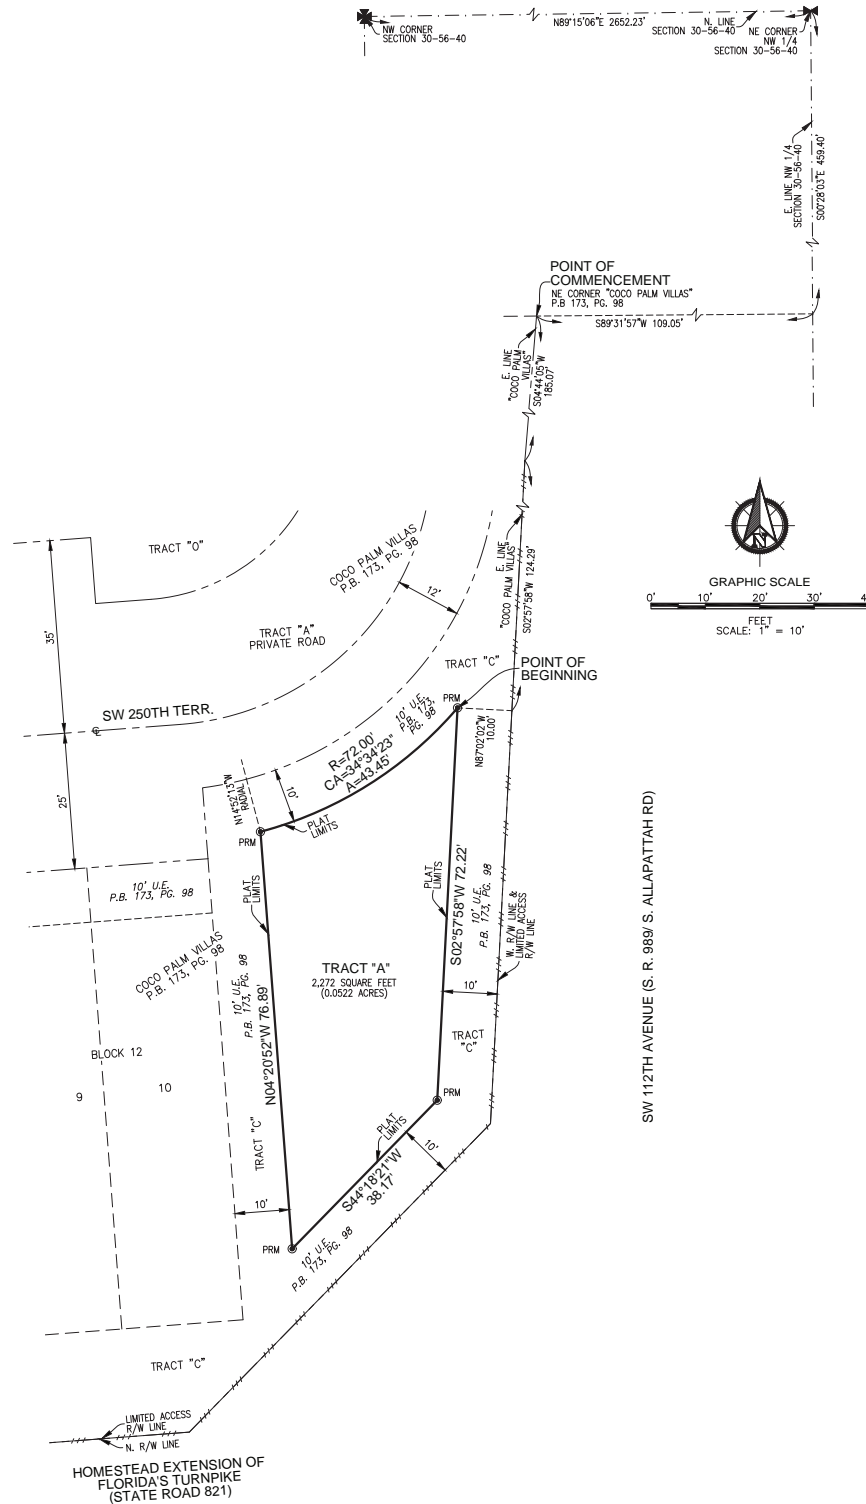 N89°15'06"E 2652.23'
NW CORNER
SECTION 30-56-40
N. LINE
SECTION 30-56-40
NE CORNER
NW 1/4
SECTION 30-56-40
E. LINE NW 1/4
SECTION 30-56-40
S00°28'03"E 459.40'
POINT OF
COMMENCEMENT
NE CORNER "COCO PALM VILLAS"
P.B 173, PG. 98
S89°31'57"W 109.05'
E. LINE
"COCO PALM
VILLAS"
S04°44'05"W
185.07'
TRACT "O"
COCO PALM VILLAS
P.B. 173, PG. 98
12'
E. LINE
"COCO PALM VILLAS"
S02°57'58"W 124.29'
N
GRAPHIC SCALE
0' 10' 20' 30'
FEET
SCALE: 1" = 10'
35'
TRACT "A"
PRIVATE ROAD
TRACT "C"
POINT OF
BEGINNING
PRM
SW 250TH TERR.
10' U.E.
P.B. 173,
PG. 98
N87°02'02"W
10.00'
R=72.00'
CA=34°34'23"
A=43.45'
25'
N14°52'13"W
RADIAL
10'
PLAT
LIMITS
PRM
10' U.E.
P.B. 173, PG. 98
PLAT
LIMITS
PLAT
LIMITS
S02°57'58"W 72.22'
10' U.E.
P.B. 173, PG. 98
W. R/W LINE &
LIMITED ACCESS
R/W LINE
SW 112TH AVENUE (S. R. 989/ S. ALLAPATTAH RD)
COCO PALM VILLAS
P.B. 173, PG. 98
10' U.E.
P.B. 173, PG. 98
N04°20'52"W 76.89'
TRACT "A"
2,272 SQUARE FEET
(0.0522 ACRES)
10'
TRACT
"C"
BLOCK 12
9
10
PRM
TRACT "C"
PLAT
LIMITS
10'
S44°18'21"W
38.17'
10'
PRM
10' U.E.
P.B. 173, PG. 98
TRACT "C"
LIMITED ACCESS
R/W LINE
N. R/W LINE
HOMESTEAD EXTENSION OF
FLORIDA'S TURNPIKE
(STATE ROAD 821)